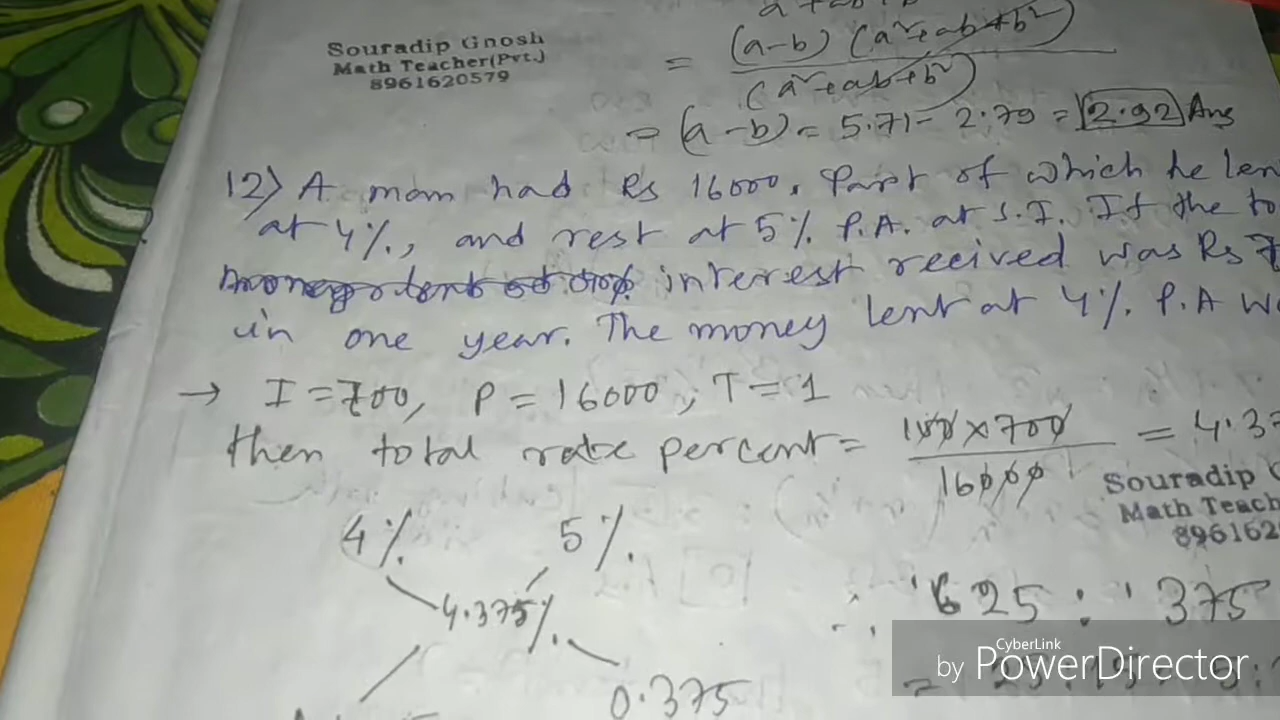 Souradip Ghosh
Math Teacher(Pvt.)
8961620579
= (a-b) (a²+ab+b²)
(a²+ab+b²)
= (a-b) = 5.71 - 2.79 = 2.92 Ans
12) A man had Rs 16000, Part of which he len
at 4%, and rest at 5% P.A. at S.I. If the to
interest recived was Rs 7
in one year. The money lent at 4% P.A wa
→ I = 700, P = 16000, T = 1
then total rate percent = 100 x 700 = 4.37
16000
Souradip G
Math Teach
896162
4% 5%
4.375%
∴ 625 : 375
0.375
CyberLink
by PowerDirector